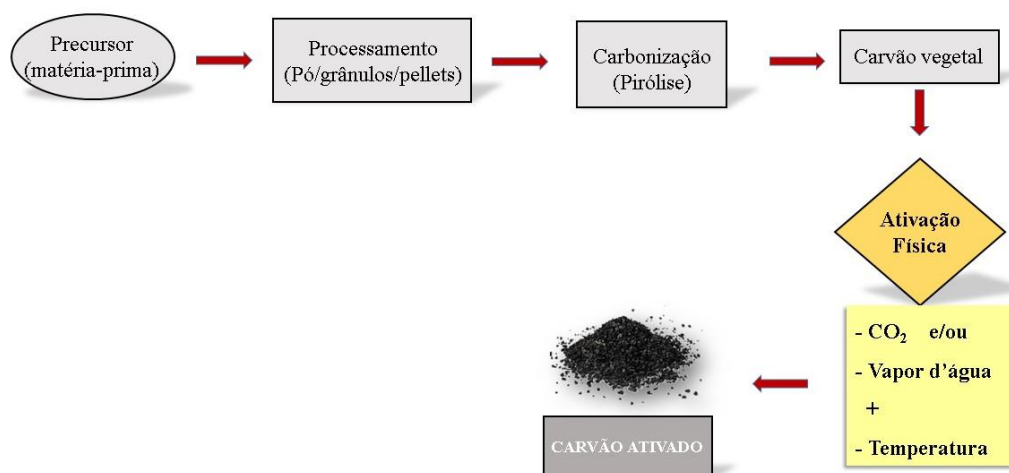 Precursor
(matéria-prima)
Processamento
(Pó/grânulos/pellets)
Carbonização
(Pirólise)
Carvão vegetal
Ativação
Física
- CO₂ e/ou
- Vapor d’água
+
- Temperatura
CARVÃO ATIVADO